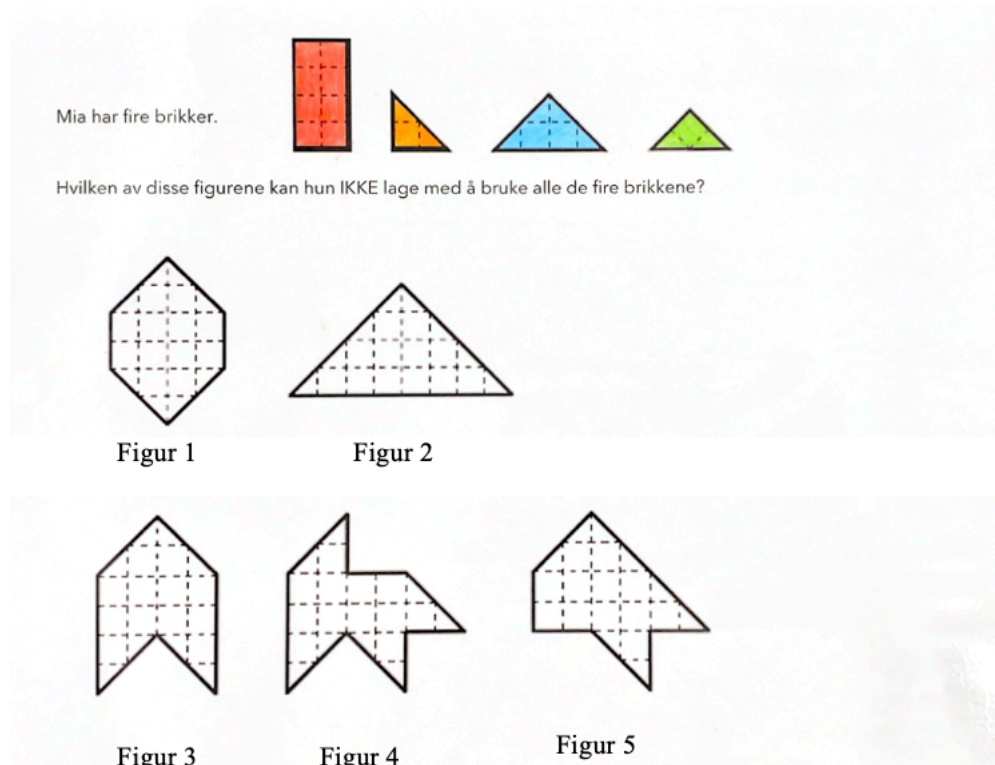 Mia har fire brikker.
Hvilken av disse figurene kan hun IKKE lage med å bruke alle de fire brikkene?
Figur 1 Figur 2
Figur 3 Figur 4 Figur 5